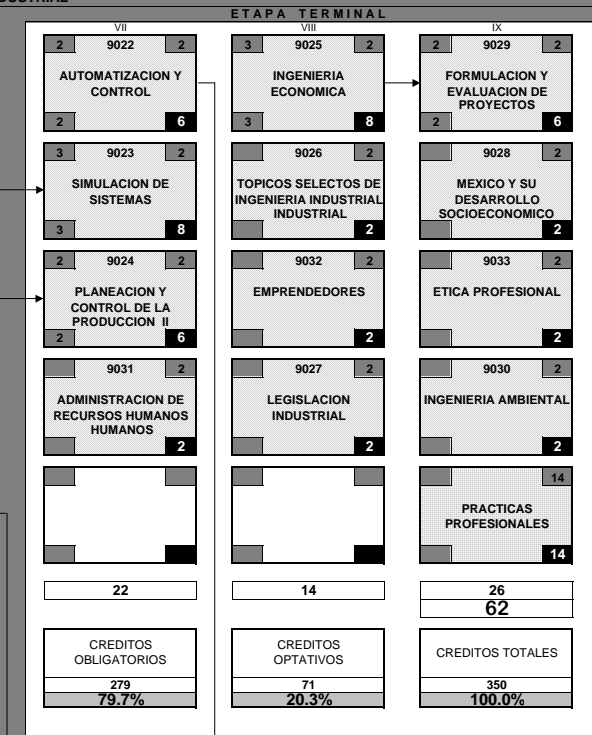 ETAPA TERMINAL
VII
2 9022 2
AUTOMATIZACION Y
CONTROL
2 6
3 9023 2
SIMULACION DE
SISTEMAS
3 8
2 9024 2
PLANEACION Y
CONTROL DE LA
PRODUCCION II
2 6
9031 2
ADMINISTRACION DE
RECURSOS HUMANOS
HUMANOS
2
22
VIII
3 9025 2
INGENIERIA
ECONOMICA
3 8
9026 2
TOPICOS SELECTOS DE
INGENIERIA INDUSTRIAL
INDUSTRIAL
2
9032 2
EMPRENDEDORES
2
9027 2
LEGISLACION
INDUSTRIAL
2
14
IX
2 9029 2
FORMULACION Y
EVALUACION DE
PROYECTOS
2 6
9028 2
MEXICO Y SU
DESARROLLO
SOCIOECONOMICO
2
9033 2
ETICA PROFESIONAL
2
9030 2
INGENIERIA AMBIENTAL
2
14
PRACTICAS
PROFESIONALES
14
26
62
CREDITOS
OBLIGATORIOS
279
79.7%
CREDITOS
OPTATIVOS
71
20.3%
CREDITOS TOTALES
350
100.0%